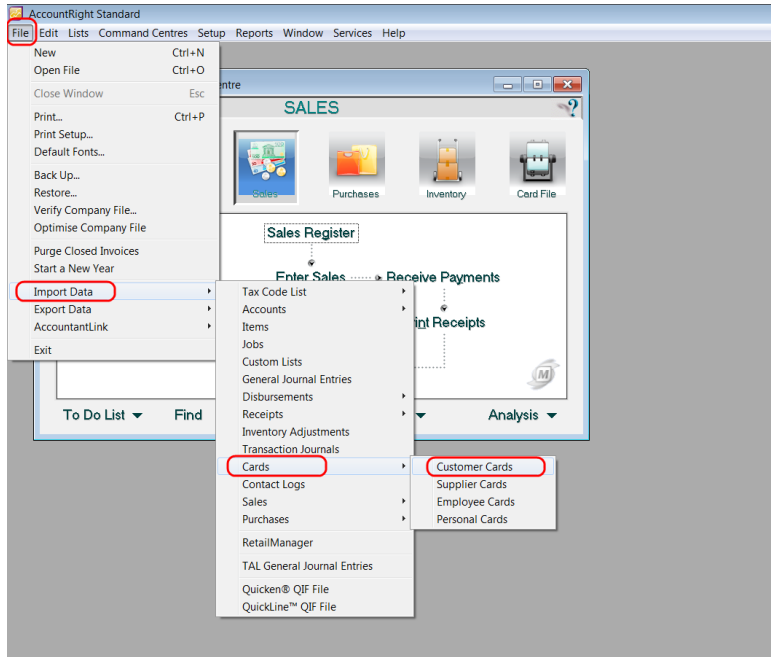 AccountRight Standard
File Edit Lists Command Centres Setup Reports Window Services Help
New Ctrl+N
Open File Ctrl+O
Close Window Esc
Print... Ctrl+P
Print Setup...
Default Fonts...
Back Up...
Restore...
Verify Company File...
Optimise Company File
Purge Closed Invoices
Start a New Year
Import Data
Export Data
AccountantLink
Exit
entre
SALES
Sales Purchases Inventory Card File
Sales Register
Enter Sales Receive Payments
int Receipts
M
To Do List Find Analysis
Tax Code List
Accounts
Items
Jobs
Custom Lists
General Journal Entries
Disbursements
Receipts
Inventory Adjustments
Transaction Journals
Cards
Contact Logs
Sales
Purchases
RetailManager
TAL General Journal Entries
Quicken® QIF File
QuickLine™ QIF File
Customer Cards
Supplier Cards
Employee Cards
Personal Cards